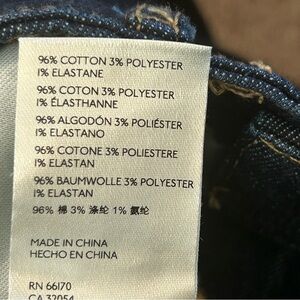 96% COTTON 3% POLYESTER
1% ELASTANE
96% COTON 3% POLYESTER
1% ÉLASTHANNE
96% ALGODÓN 3% POLIÉSTER
1% ELASTANO
96% COTONE 3% POLIESTERE
1% ELASTAN
96% BAUMWOLLE 3% POLYESTER
1% ELASTAN
96% 棉 3% 涤纶 1% 氨纶
MADE IN CHINA
HECHO EN CHINA
RN 66170
CA 32054